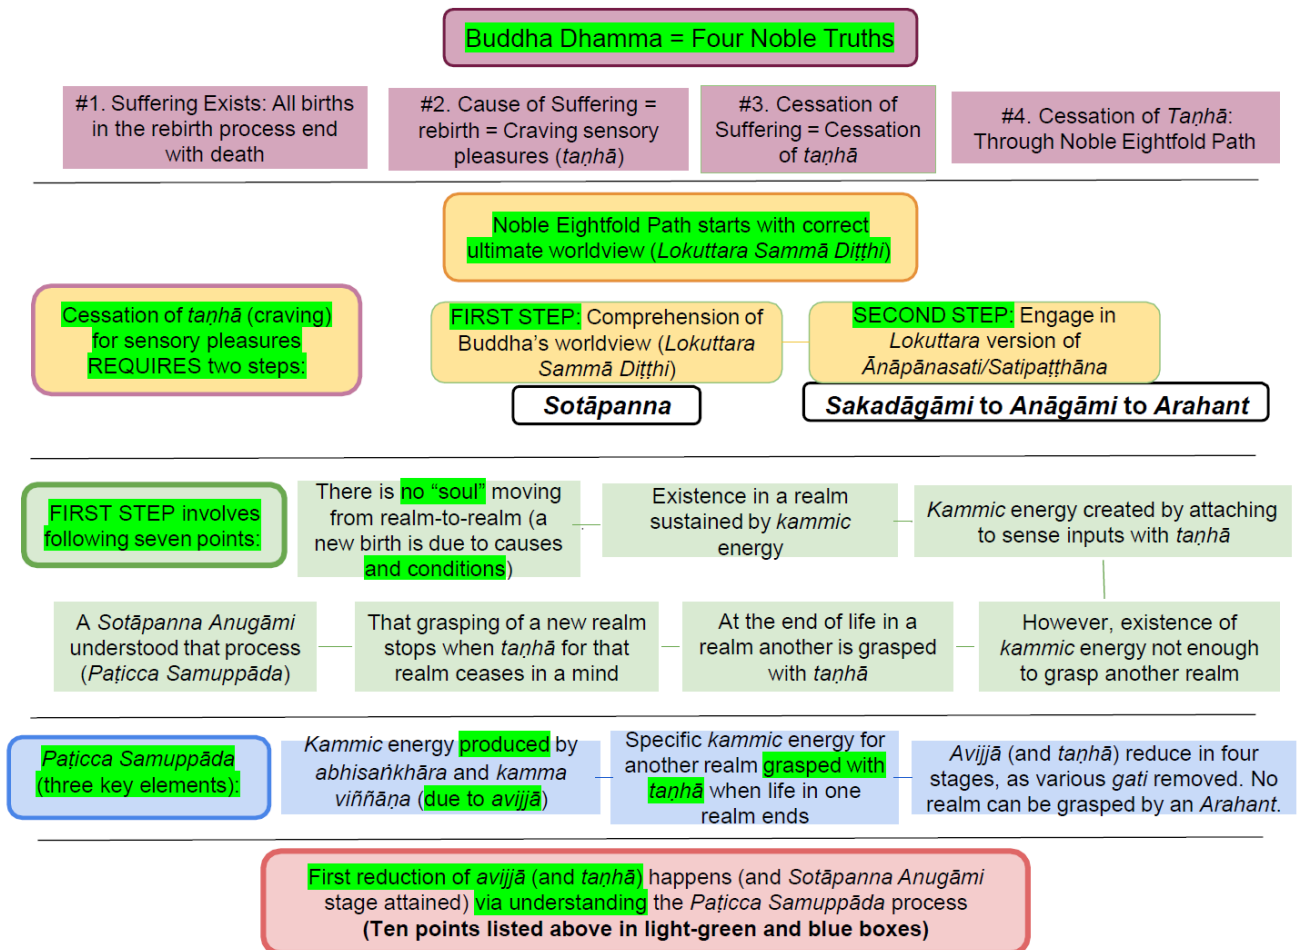 Buddha Dhamma = Four Noble Truths
#1. Suffering Exists: All births
in the rebirth process end
with death
#2. Cause of Suffering =
rebirth = Craving sensory
pleasures (taṇhā)
#3. Cessation of
Suffering = Cessation
of taṇhā
#4. Cessation of Taṇhā:
Through Noble Eightfold Path
Noble Eightfold Path starts with correct
ultimate worldview (Lokuttara Sammā Diṭṭhi)
Cessation of taṇhā (craving)
for sensory pleasures
REQUIRES two steps:
FIRST STEP: Comprehension of
Buddha's worldview (Lokuttara
Sammā Diṭṭhi)
SECOND STEP: Engage in
Lokuttara version of
Ānāpānasati/Satipaṭṭhāna
Sotāpanna
Sakadāgāmi to Anāgāmi to Arahant
FIRST STEP involves
following seven points:
There is no “soul” moving
from realm-to-realm (a
new birth is due to causes
and conditions)
Existence in a realm
sustained by kammic
energy
Kammic energy created by attaching
to sense inputs with taṇhā
However, existence of
kammic energy not enough
to grasp another realm
At the end of life in a
realm another is grasped
with taṇhā
That grasping of a new realm
stops when taṇhā for that
realm ceases in a mind
A Sotāpanna Anugāmi
understood that process
(Paṭicca Samuppāda)
Paṭicca Samuppāda
(three key elements):
Kammic energy produced by
abhisaṅkhāra and kamma
viññāṇa (due to avijjā)
Specific kammic energy for
another realm grasped with
taṇhā when life in one
realm ends
Avijjā (and taṇhā) reduce in four
stages, as various gati removed. No
realm can be grasped by an Arahant.
First reduction of avijjā (and taṇhā) happens (and Sotāpanna Anugāmi
stage attained) via understanding the Paṭicca Samuppāda process
(Ten points listed above in light-green and blue boxes)